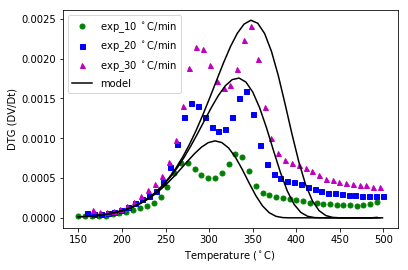 0.0025
0.0020
0.0015
0.0010
0.0005
0.0000
DTG (DV/Dt)
exp_10 °C/min
exp_20 °C/min
exp_30 °C/min
model
150 200 250 300 350 400 450 500
Temperature (°C)